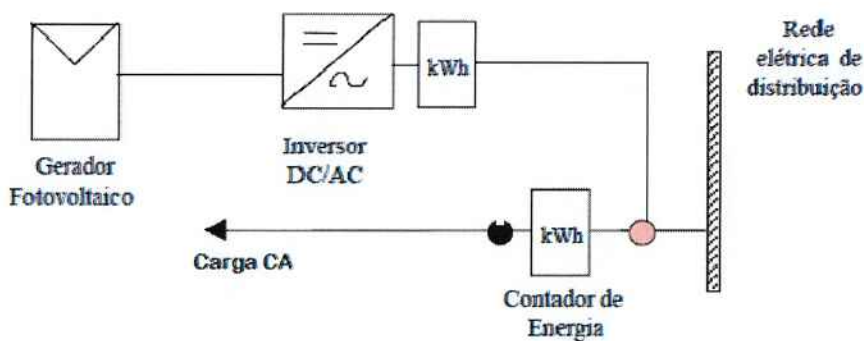 Rede
elétrica de
distribuição
kWh
Inversor
DC/AC
Gerador
Fotovoltaico
kWh
Carga CA
Contador de
Energia